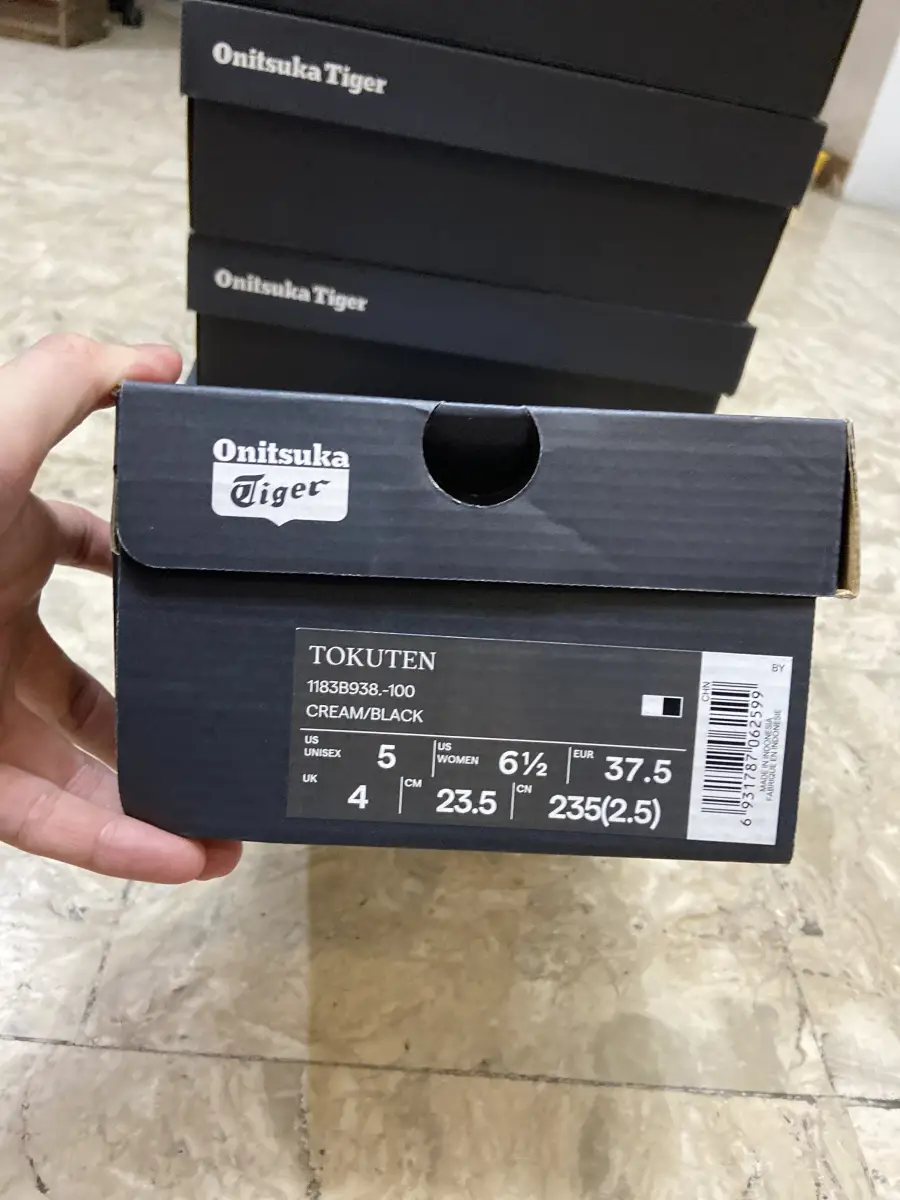 Onitsuka Tiger
Onitsuka Tiger
Onitsuka
Tiger
TOKUTEN
1183B938.-100
CREAM/BLACK
US UNISEX 5
US WOMEN 6½
EUR 37.5
UK 4
CM 23.5
CN 235(2.5)
BY
CHN
6 931787 062599
MADE IN INDONESIA
FABRIQUE EN INDONESIE